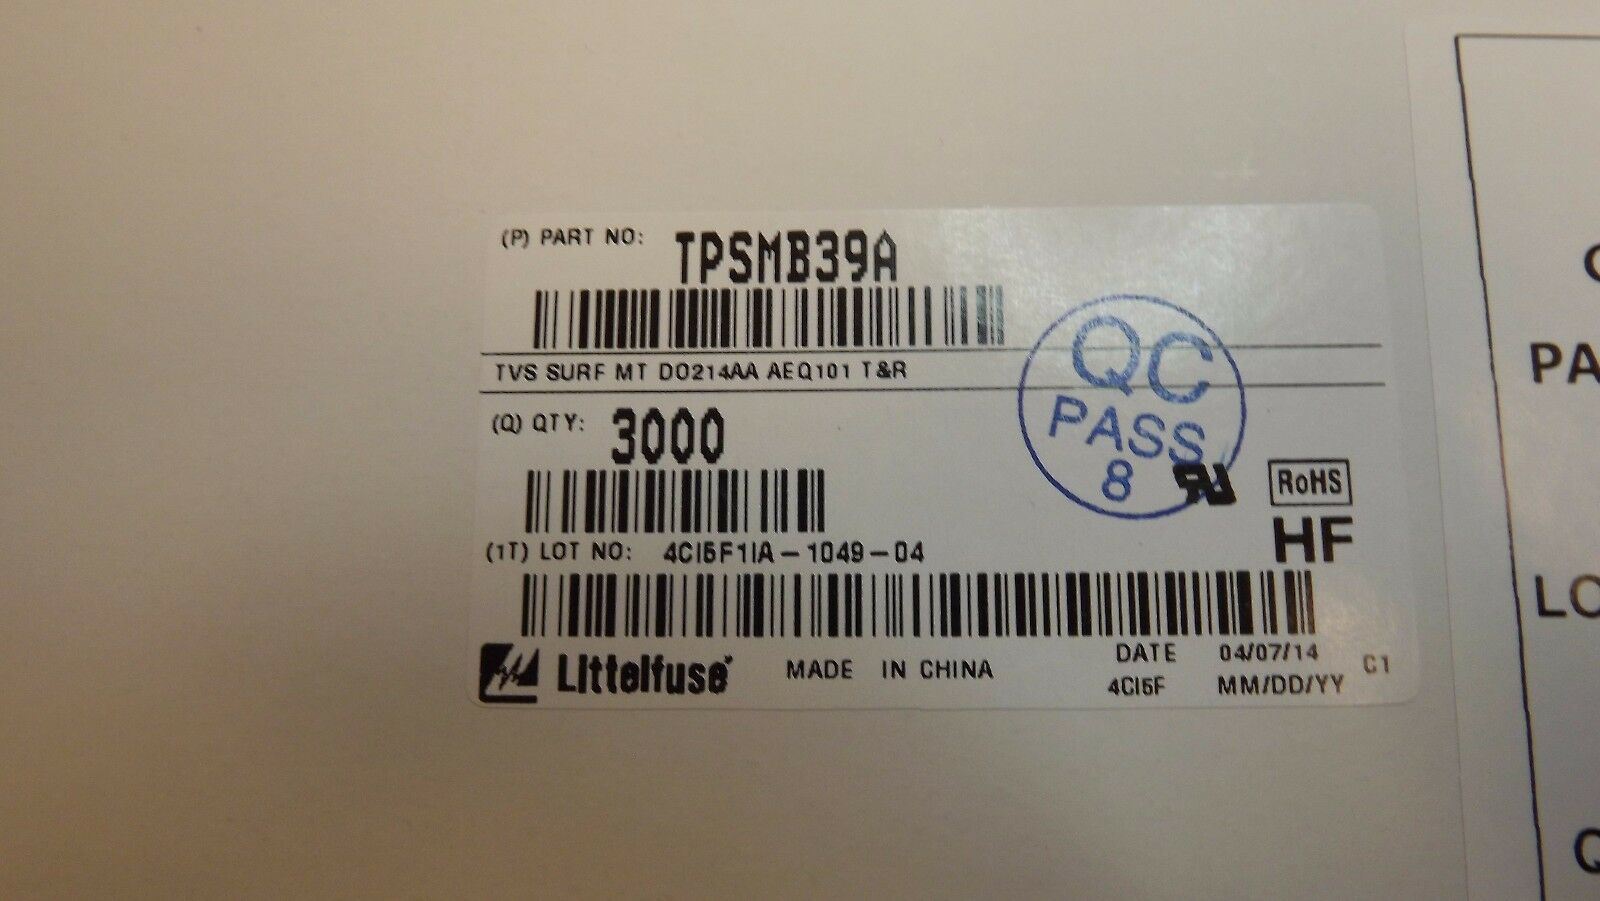 (P) PART NO: TPSMB39A
TVS SURF MT DO214AA AEQ101 T&R
(Q) QTY: 3000
QC
PASS
8
RoHS
HF
(1T) LOT NO: 4CI5F1IA-1049-04
Littelfuse
MADE IN CHINA
DATE 04/07/14
4CI5F MM/DD/YY
C1
PA
LO
Q